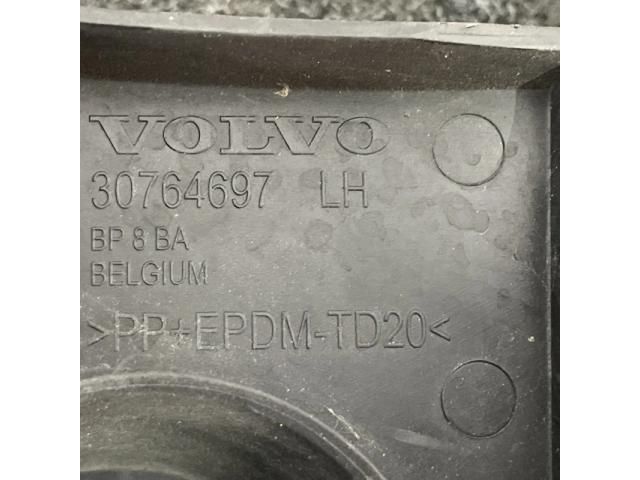 VOLVO
30764697 LH
BP 8 BA
BELGIUM
>PP+EPDM-TD20<